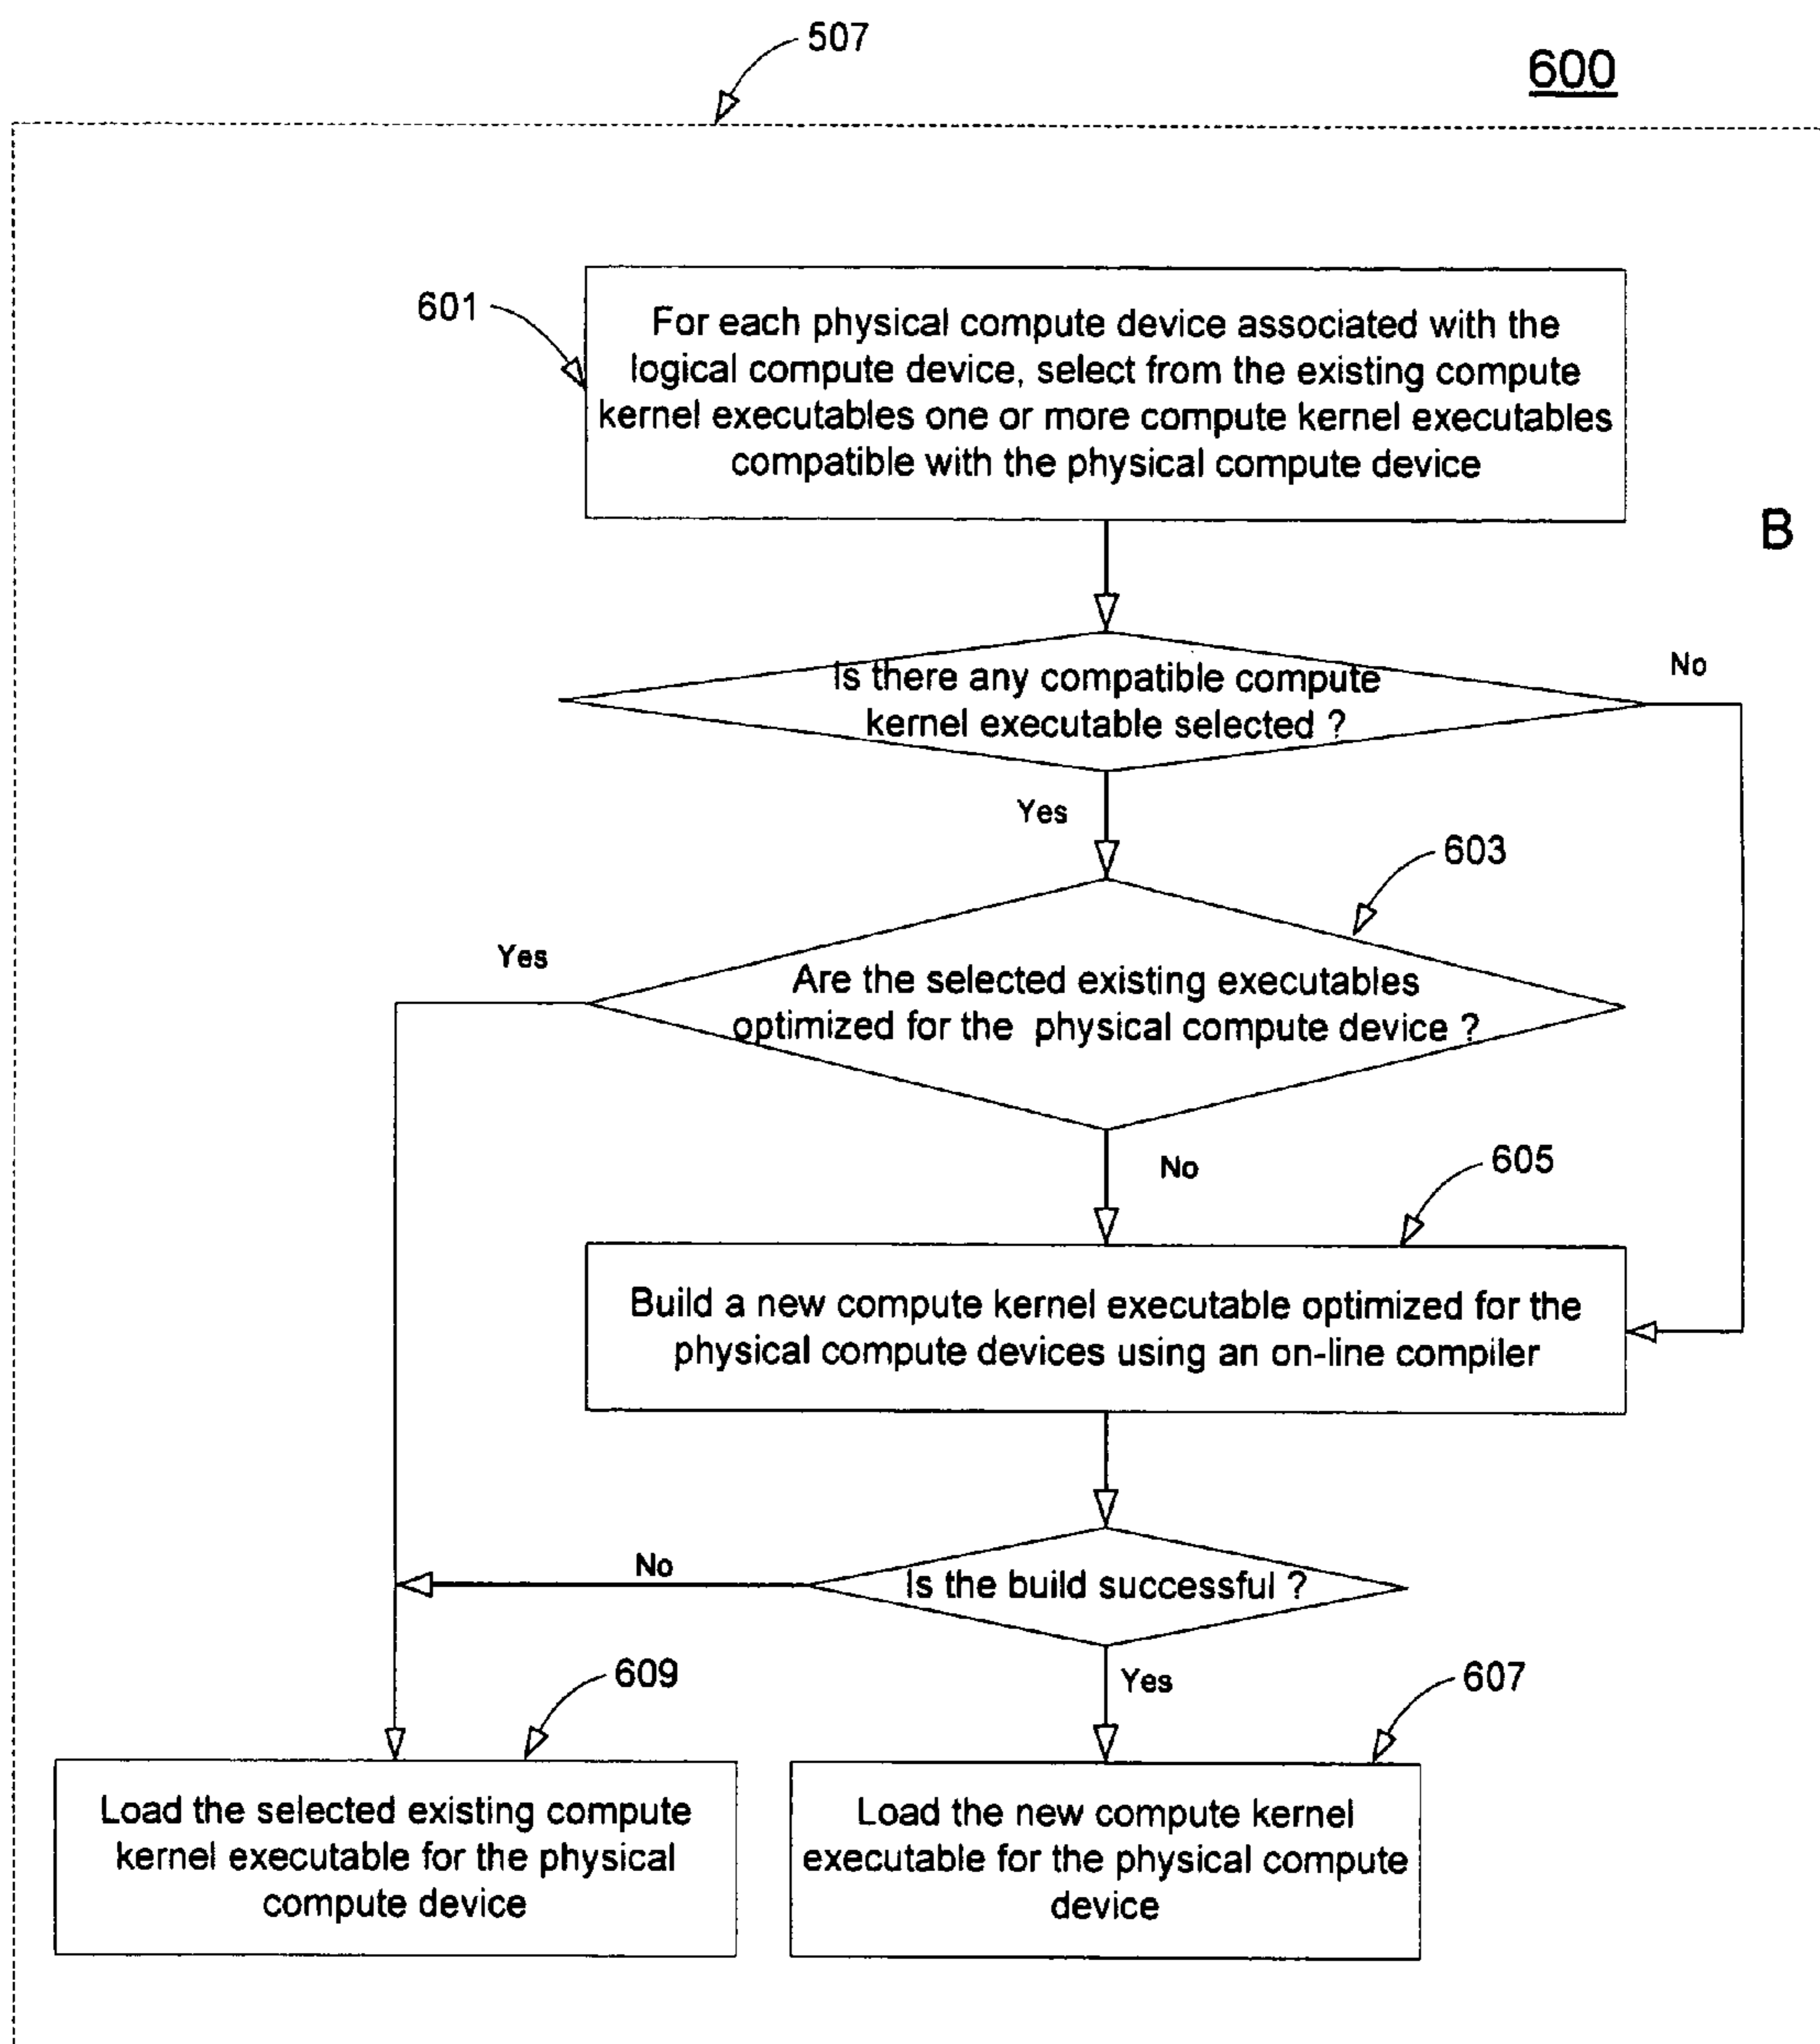 507
600
601
For each physical compute device associated with the
logical compute device, select from the existing compute
kernel executables one or more compute kernel executables
compatible with the physical compute device
B
Is there any compatible compute
kernel executable selected ?
No
Yes
603
Yes
Are the selected existing executables
optimized for the physical compute device ?
No
605
Build a new compute kernel executable optimized for the
physical compute devices using an on-line compiler
No
Is the build successful ?
Yes
609
607
Load the selected existing compute
kernel executable for the physical
compute device
Load the new compute kernel
executable for the physical compute
device